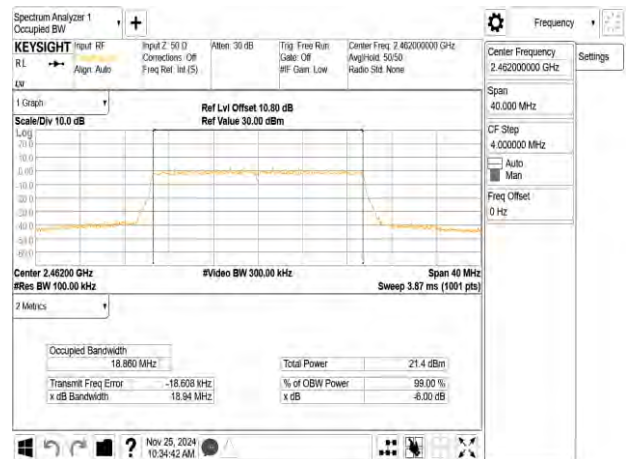 Spectrum Analyzer 1
Occupied BW
Frequency
KEYSIGHT
Input: RF
Input Z: 50 Ω
Atten: 30 dB
Trig: Free Run
Center Freq: 2.462000000 GHz
RL
Corrections: Off
Gate: Off
Avg|Hold: 50/50
Align: Auto
Freq Ref: Int (S)
#IF Gain: Low
Radio Std: None
Center Frequency
2.462000000 GHz
Settings
Span
40.000 MHz
CF Step
4.000000 MHz
Auto
Man
Freq Offset
0 Hz
1 Graph
Scale/Div 10.0 dB
Ref Lvl Offset 10.80 dB
Ref Value 30.00 dBm
Log
20.0
10.0
0.00
-10.0
-20.0
-30.0
-40.0
-50.0
-60.0
Center 2.46200 GHz
#Video BW 300.00 kHz
Span 40 MHz
#Res BW 100.00 kHz
Sweep 3.87 ms (1001 pts)
2 Metrics
Occupied Bandwidth
18.860 MHz
Total Power
21.4 dBm
Transmit Freq Error
-18.608 kHz
% of OBW Power
99.00 %
x dB Bandwidth
18.94 MHz
x dB
-6.00 dB
?
Nov 25, 2024
10:34:42 AM